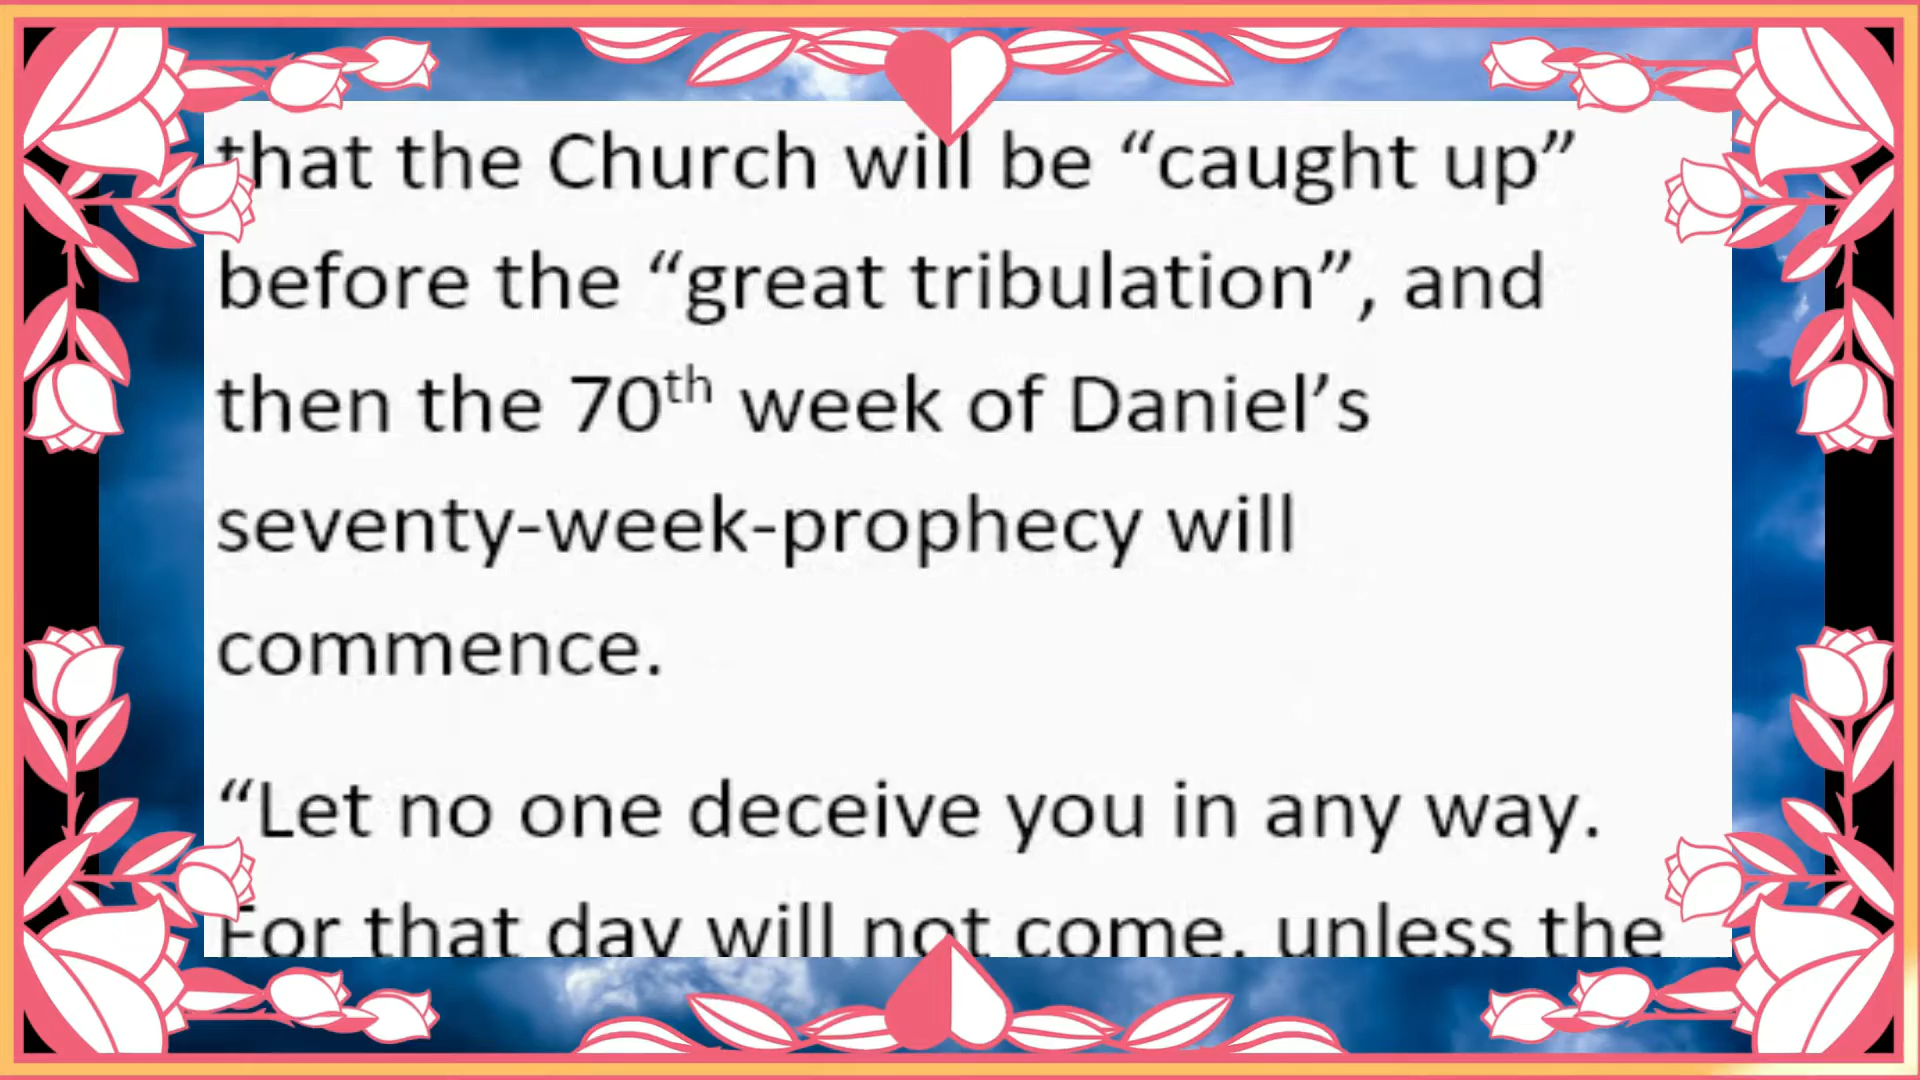 that the Church will be “caught up”
before the “great tribulation”, and
then the 70th week of Daniel’s
seventy-week-prophecy will
commence.
“Let no one deceive you in any way.
For that day will not come, unless the